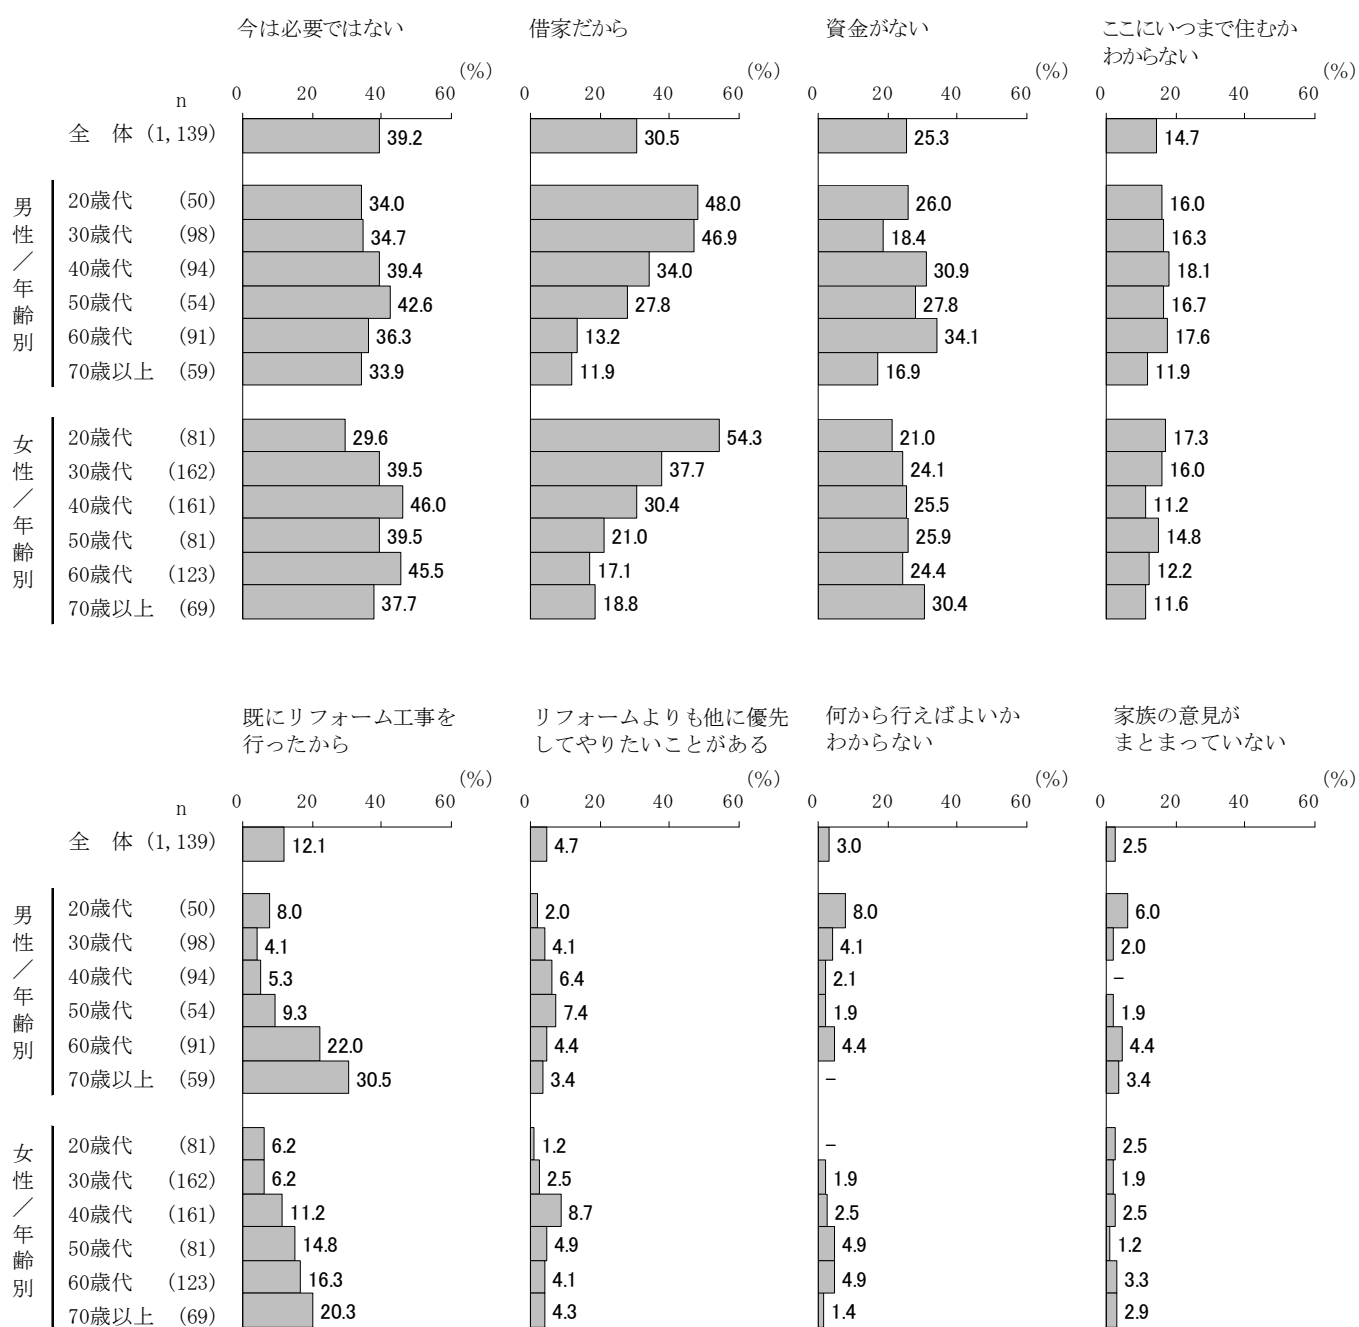 今は必要ではない 借家だから 資金がない ここにいつまで住むか
わからない
(%) (%) (%) (%)
n 0 20 40 60 0 20 40 60 0 20 40 60 0 20 40 60
全 体 (1,139) 39.2 30.5 25.3 14.7
男性／年齢別
20歳代 (50) 34.0 48.0 26.0 16.0
30歳代 (98) 34.7 46.9 18.4 16.3
40歳代 (94) 39.4 34.0 30.9 18.1
50歳代 (54) 42.6 27.8 27.8 16.7
60歳代 (91) 36.3 13.2 34.1 17.6
70歳以上 (59) 33.9 11.9 16.9 11.9
女性／年齢別
20歳代 (81) 29.6 54.3 21.0 17.3
30歳代 (162) 39.5 37.7 24.1 16.0
40歳代 (161) 46.0 30.4 25.5 11.2
50歳代 (81) 39.5 21.0 25.9 14.8
60歳代 (123) 45.5 17.1 24.4 12.2
70歳以上 (69) 37.7 18.8 30.4 11.6
既にリフォーム工事を リフォームよりも他に優先 何から行えばよいか 家族の意見が
行ったから してやりたいことがある わからない まとまっていない
(%) (%) (%) (%)
n 0 20 40 60 0 20 40 60 0 20 40 60 0 20 40 60
全 体 (1,139) 12.1 4.7 3.0 2.5
男性／年齢別
20歳代 (50) 8.0 2.0 8.0 6.0
30歳代 (98) 4.1 4.1 4.1 2.0
40歳代 (94) 5.3 6.4 2.1 －
50歳代 (54) 9.3 7.4 1.9 1.9
60歳代 (91) 22.0 4.4 4.4 4.4
70歳以上 (59) 30.5 3.4 － 3.4
女性／年齢別
20歳代 (81) 6.2 1.2 － 2.5
30歳代 (162) 6.2 2.5 1.9 1.9
40歳代 (161) 11.2 8.7 2.5 2.5
50歳代 (81) 14.8 4.9 4.9 1.2
60歳代 (123) 16.3 4.1 4.9 3.3
70歳以上 (69) 20.3 4.3 1.4 2.9